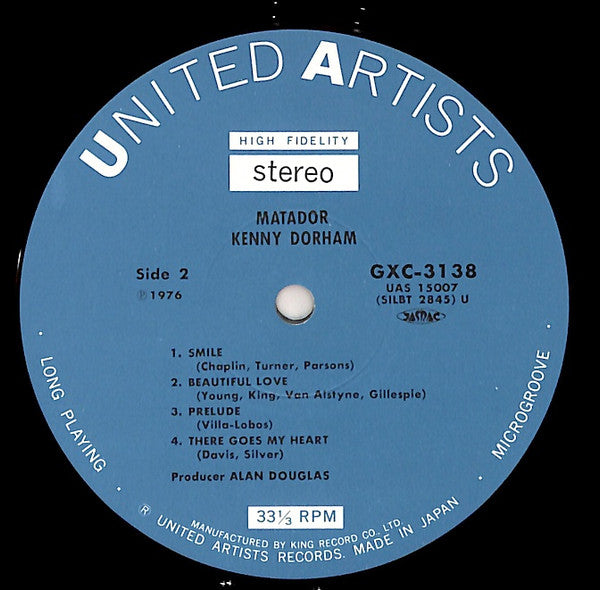 UNITED ARTISTS
HIGH FIDELITY
stereo
MATADOR
KENNY DORHAM
Side 2
℗ 1976
GXC-3138
UAS 15007
(SILBT 2845) U
JASRAC
1. SMILE
(Chaplin, Turner, Parsons)
2. BEAUTIFUL LOVE
(Young, King, Van Alstyne, Gillespie)
3. PRELUDE
(Villa-Lobos)
4. THERE GOES MY HEART
(Davis, Silver)
Producer ALAN DOUGLAS
33⅓ RPM
· LONG PLAYING ·
· MICROGROOVE ·
MANUFACTURED BY KING RECORD CO. LTD.
® UNITED ARTISTS RECORDS. MADE IN JAPAN